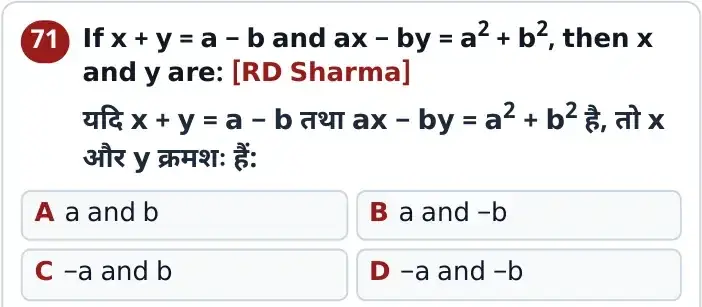 71 If x + y = a − b and ax − by = a² + b², then x
and y are: [RD Sharma]
यदि x + y = a − b तथा ax − by = a² + b² है, तो x
और y क्रमशः हैं:
A a and b
B a and −b
C −a and b
D −a and −b